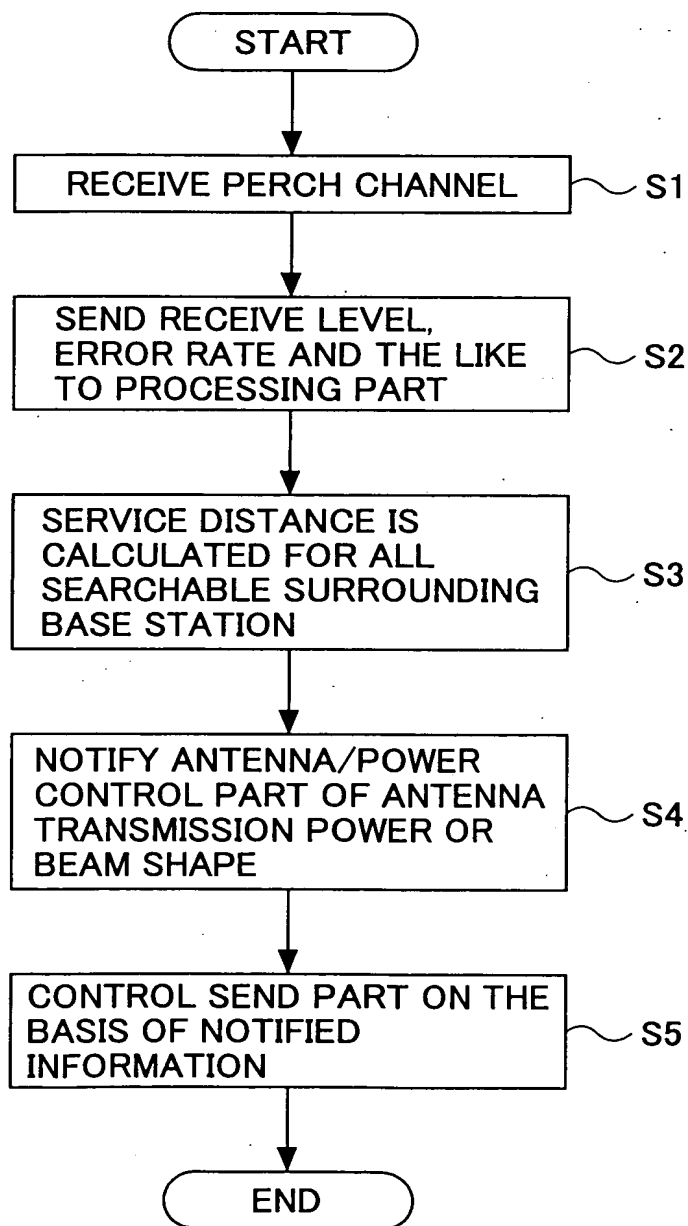 START
RECEIVE PERCH CHANNEL
S1
SEND RECEIVE LEVEL,
ERROR RATE AND THE LIKE
TO PROCESSING PART
S2
SERVICE DISTANCE IS
CALCULATED FOR ALL
SEARCHABLE SURROUNDING
BASE STATION
S3
NOTIFY ANTENNA/POWER
CONTROL PART OF ANTENNA
TRANSMISSION POWER OR
BEAM SHAPE
S4
CONTROL SEND PART ON THE
BASIS OF NOTIFIED
INFORMATION
S5
END